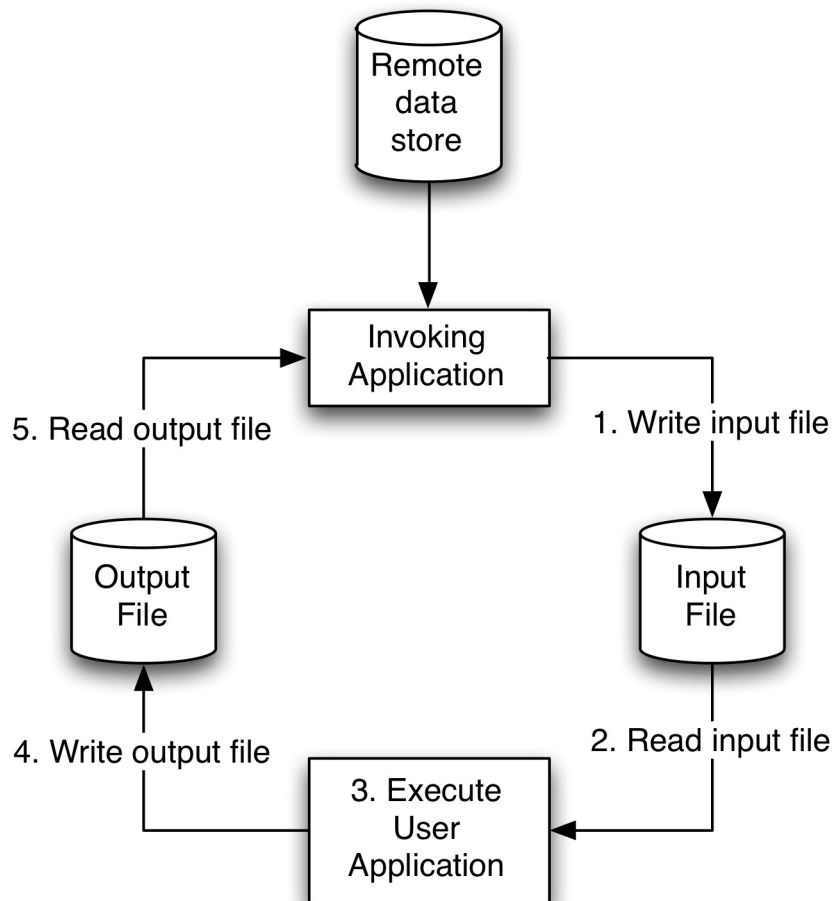 Remote
data
store
Invoking
Application
5. Read output file
1. Write input file
Output
File
Input
File
4. Write output file
2. Read input file
3. Execute
User
Application